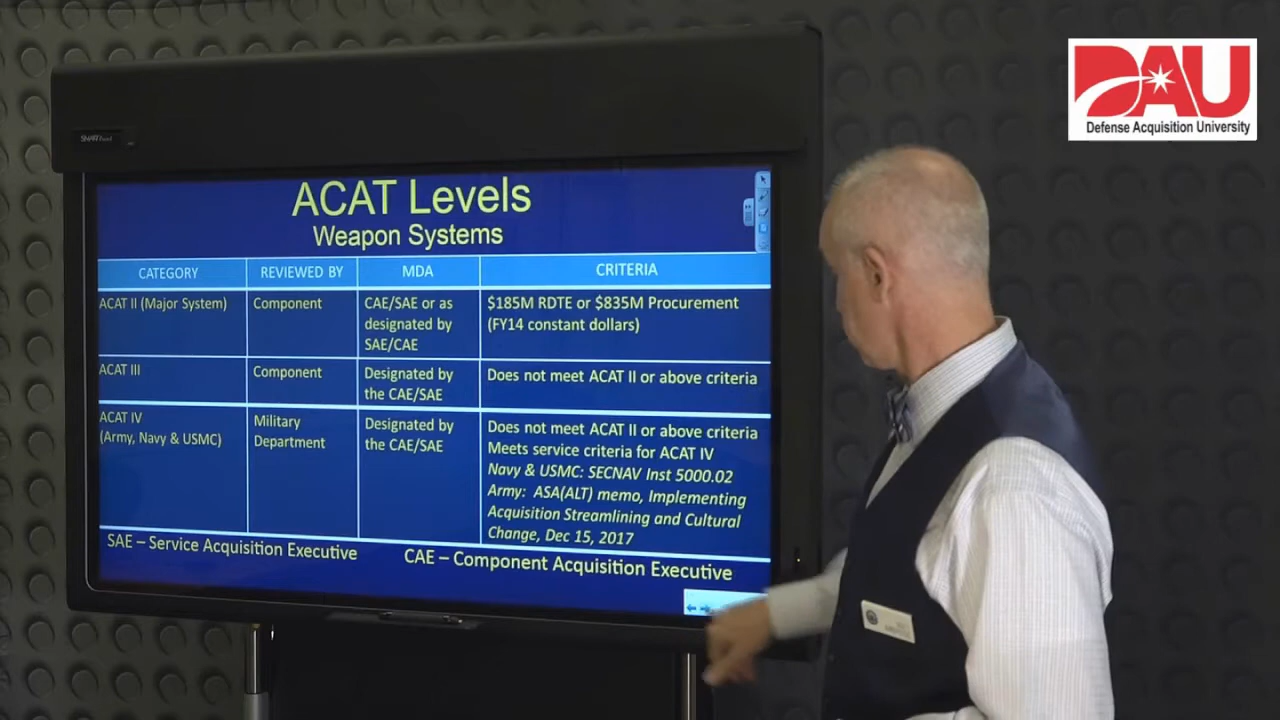 DAU
Defense Acquisition University
SMART
ACAT Levels
Weapon Systems
CATEGORY REVIEWED BY MDA CRITERIA
ACAT II (Major System) Component CAE/SAE or as $185M RDTE or $835M Procurement
designated by (FY14 constant dollars)
SAE/CAE
ACAT III Component Designated by Does not meet ACAT II or above criteria
the CAE/SAE
ACAT IV Military Designated by Does not meet ACAT II or above criteria
(Army, Navy & USMC) Department the CAE/SAE Meets service criteria for ACAT IV
Navy & USMC: SECNAV Inst 5000.02
Army: ASA(ALT) memo, Implementing
Acquisition Streamlining and Cultural
Change, Dec 15, 2017
SAE – Service Acquisition Executive CAE – Component Acquisition Executive